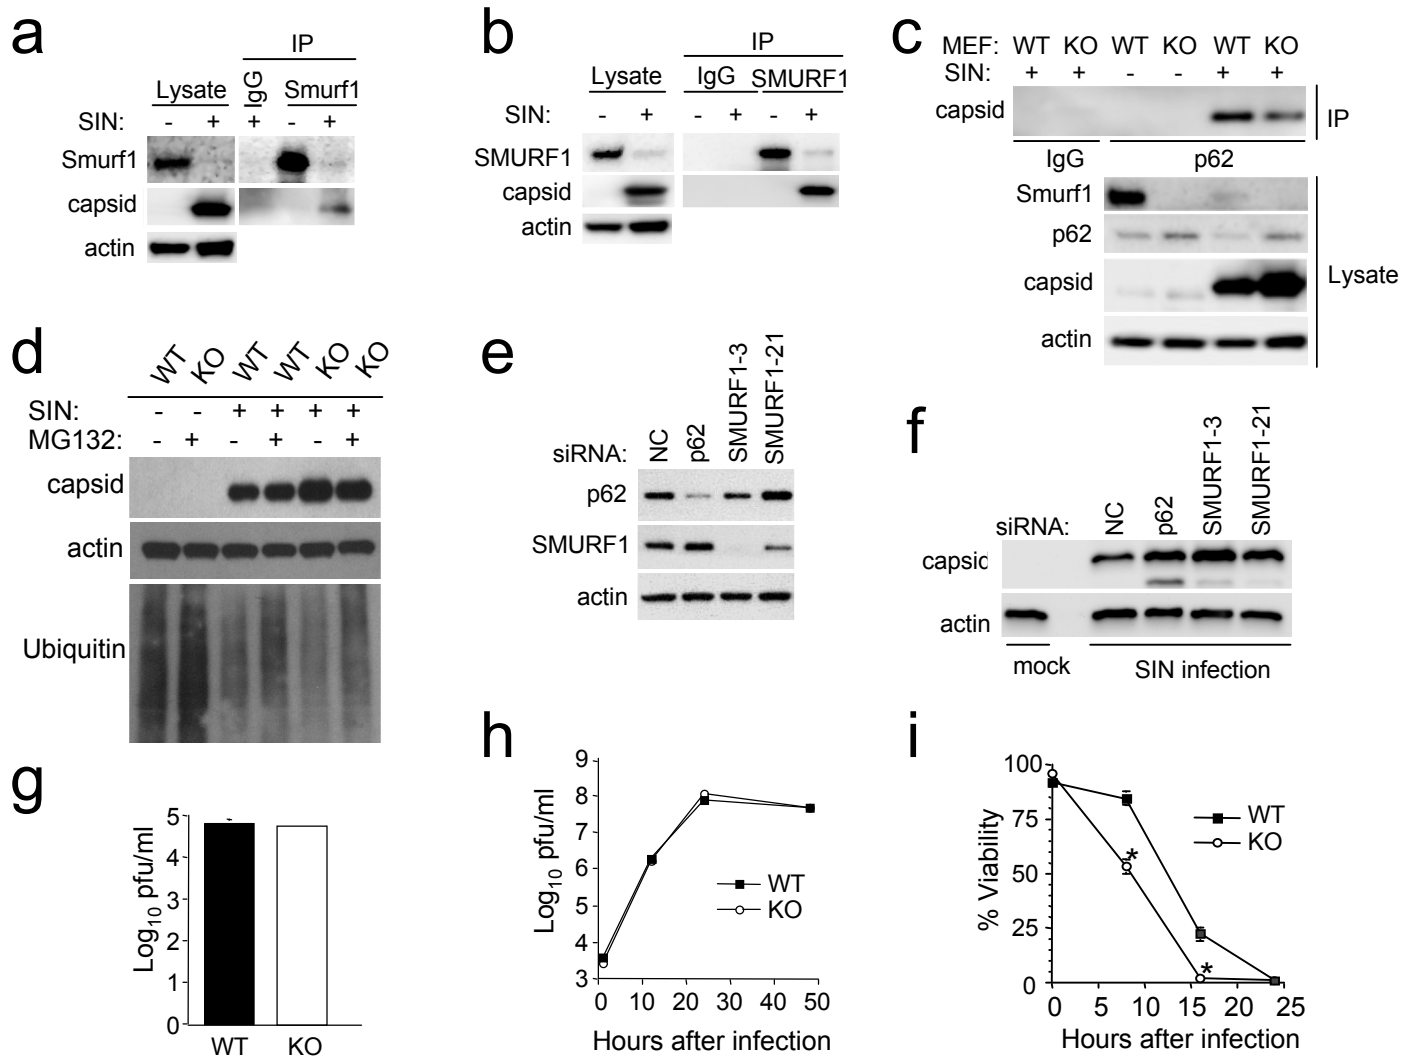 a
IP
Lysate
IgG
Smurf1
SIN: - + + - +
Smurf1
capsid
actin
b
IP
Lysate IgG SMURF1
SIN: - + - + - +
SMURF1
capsid
actin
c
MEF: WT KO WT KO WT KO
SIN: + + - - + +
capsid
IP
IgG p62
Smurf1
p62
capsid
actin
Lysate
d
WT KO WT WT KO KO
SIN: - - + + + +
MG132: - + - + - +
capsid
actin
Ubiquitin
e
siRNA: NC p62 SMURF1-3 SMURF1-21
p62
SMURF1
actin
f
siRNA: NC p62 SMURF1-3 SMURF1-21
capsic
actin
mock SIN infection
g
Log10 pfu/ml
5
4
3
2
1
0
WT KO
h
Log10 pfu/ml
9
8
7
6
5
4
3
WT
KO
0 10 20 30 40 50
Hours after infection
i
% Viability
100
75
50
25
0
WT
KO
*
*
0 5 10 15 20 25
Hours after infection